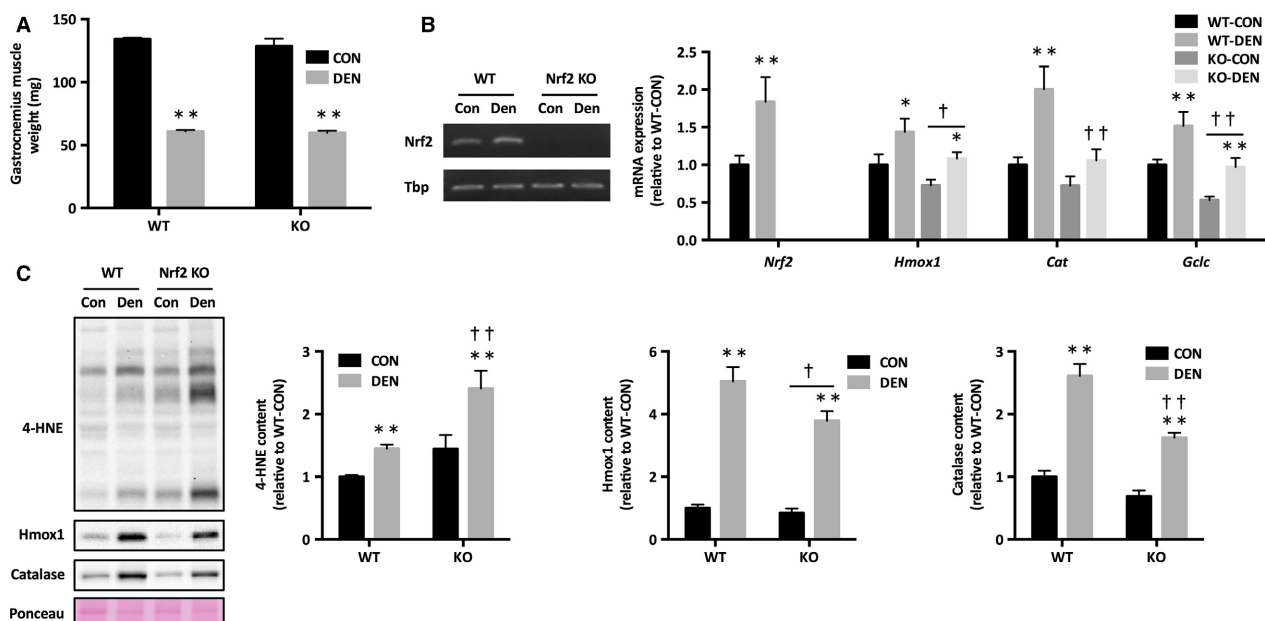 A
Gastrocnemius muscle
weight (mg)
150
100
50
0
CON
DEN
* *
* *
WT
KO
B
WT
Nrf2 KO
Con Den Con Den
Nrf2
Tbp
mRNA expression
(relative to WT-CON)
2.5
2.0
1.5
1.0
0.5
0.0
WT-CON
WT-DEN
KO-CON
KO-DEN
* *
*
†
*
* *
† †
* *
† †
* *
Nrf2
Hmox1
Cat
Gclc
C
WT
Nrf2 KO
Con Den Con Den
4-HNE
Hmox1
Catalase
Ponceau
4-HNE content
(relative to WT-CON)
3
2
1
0
CON
DEN
* *
† †
* *
WT
KO
Hmox1 content
(relative to WT-CON)
6
4
2
0
CON
DEN
* *
†
* *
WT
KO
Catalase content
(relative to WT-CON)
3
2
1
0
CON
DEN
* *
† †
* *
WT
KO